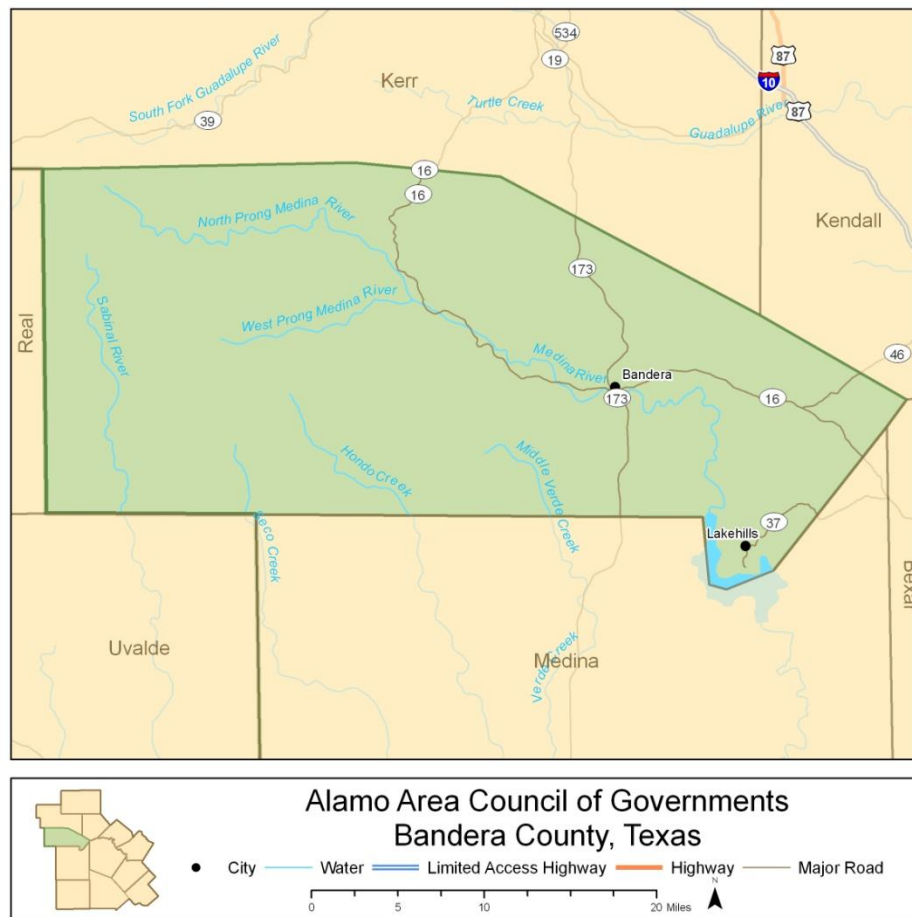 534
87
19
10
Kerr
South Fork Guadalupe River
Turtle Creek
87
39
Guadalupe River
16
16
North Prong Medina River
Kendall
173
Sabinal River
West Prong Medina River
Real
Medina River
46
Bandera
173
16
Hondo Creek
Middle Verde Creek
Seco Creek
37
Lakehills
Bexar
Uvalde
Medina
Verde Creek
Alamo Area Council of Governments
Bandera County, Texas
City Water Limited Access Highway Highway Major Road
N
0 5 10 20 Miles